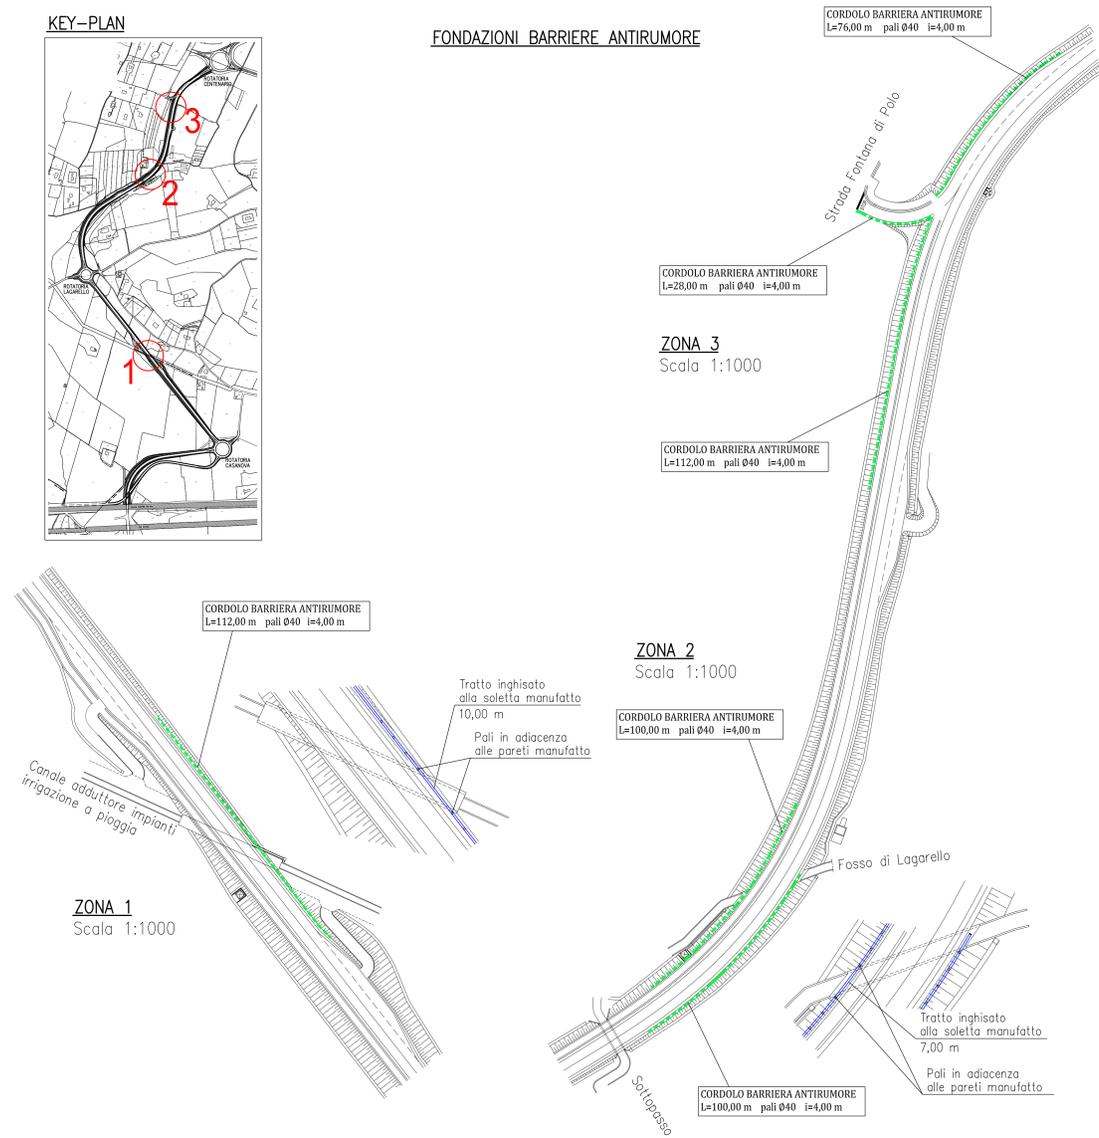 KEY-PLAN
FONDAZIONI BARRIERE ANTIRUMORE
CORDOLO BARRIERA ANTIRUMORE
L=76,00 m pali Ø40 i=4,00 m
ROTATORIA
CENTENARIO
3
2
ROTATORIA
LAGARELLO
1
ROTATORIA
CASANOVA
Strada Fontana di Polo
CORDOLO BARRIERA ANTIRUMORE
L=28,00 m pali Ø40 i=4,00 m
ZONA 3
Scala 1:1000
CORDOLO BARRIERA ANTIRUMORE
L=112,00 m pali Ø40 i=4,00 m
CORDOLO BARRIERA ANTIRUMORE
L=112,00 m pali Ø40 i=4,00 m
Tratto inghisato
alla soletta manufatto
10,00 m
Pali in adiacenza
alle pareti manufatto
Canale adduttore impianti
irrigazione a pioggia
ZONA 1
Scala 1:1000
ZONA 2
Scala 1:1000
CORDOLO BARRIERA ANTIRUMORE
L=100,00 m pali Ø40 i=4,00 m
Fosso di Lagarello
Tratto inghisato
alla soletta manufatto
7,00 m
Pali in adiacenza
alle pareti manufatto
Sottopasso
CORDOLO BARRIERA ANTIRUMORE
L=100,00 m pali Ø40 i=4,00 m